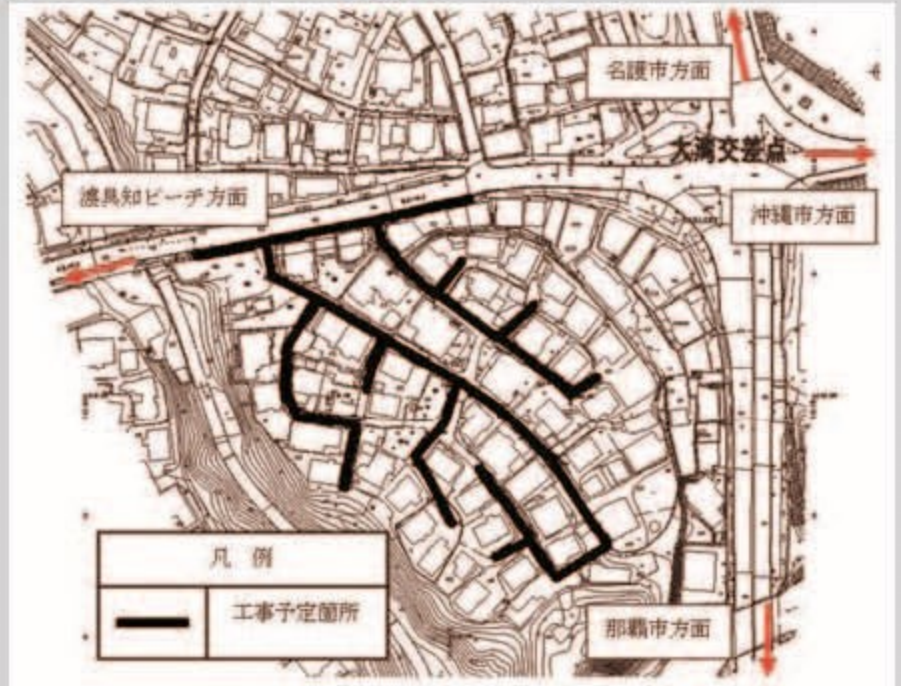 名護市方面
大湾交差点
渡具知ビーチ方面
沖縄市方面
凡例
工事予定箇所
那覇市方面